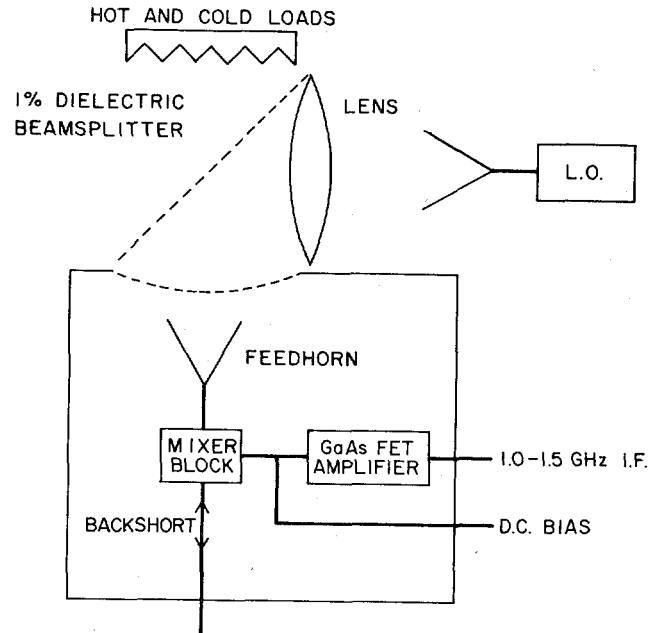 HOT AND COLD LOADS
1% DIELECTRIC
BEAMSPLITTER
LENS
L.O.
FEEDHORN
MIXER
BLOCK
GaAs FET
AMPLIFIER
1.0-1.5 GHz I.F.
BACKSHORT
D.C. BIAS